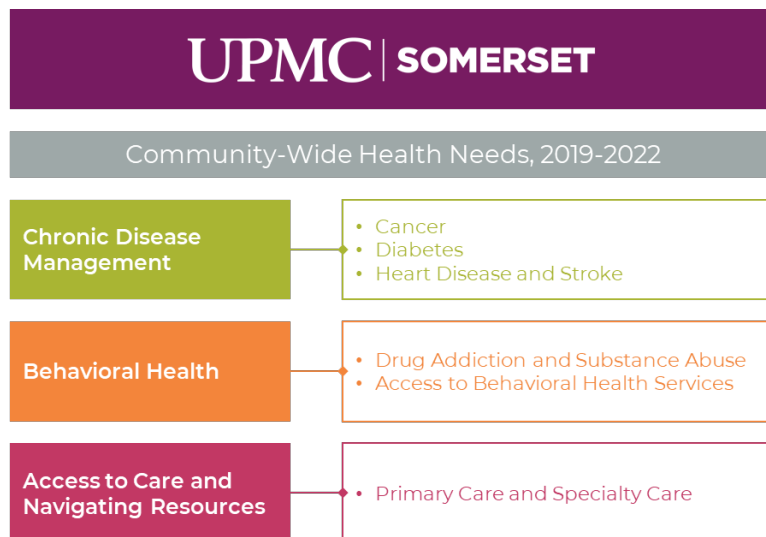 UPMC | SOMERSET
Community-Wide Health Needs, 2019-2022
Chronic Disease
Management
• Cancer
• Diabetes
• Heart Disease and Stroke
Behavioral Health
• Drug Addiction and Substance Abuse
• Access to Behavioral Health Services
Access to Care and
Navigating Resources
• Primary Care and Specialty Care